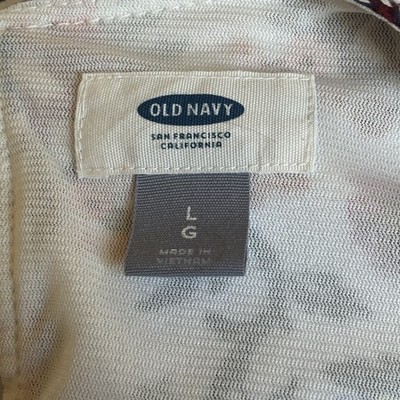 OLD NAVY
SAN FRANCISCO
CALIFORNIA
L
G
MADE IN
VIETNAM